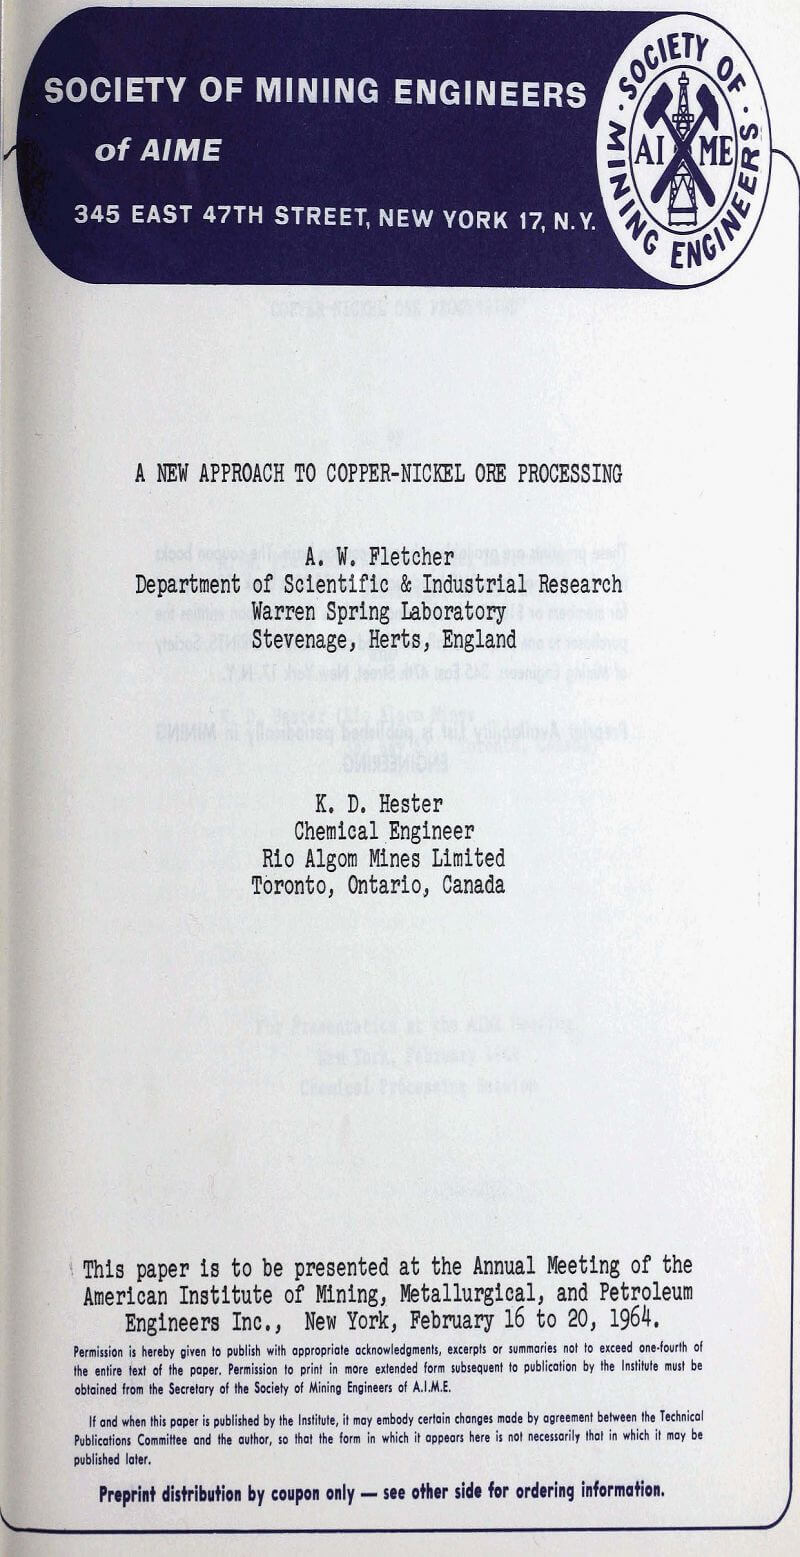 SOCIETY OF MINING ENGINEERS
of AIME
345 EAST 47TH STREET, NEW YORK 17, N.Y.
· SOCIETY OF ·
MINING ENGINEERS
AI ME
A NEW APPROACH TO COPPER-NICKEL ORE PROCESSING
A. W. Fletcher
Department of Scientific & Industrial Research
Warren Spring Laboratory
Stevenage, Herts, England
K. D. Hester
Chemical Engineer
Rio Algom Mines Limited
Toronto, Ontario, Canada
This paper is to be presented at the Annual Meeting of the
American Institute of Mining, Metallurgical, and Petroleum
Engineers Inc., New York, February 16 to 20, 1964.
Permission is hereby given to publish with appropriate acknowledgments, excerpts or summaries not to exceed one-fourth of
the entire text of the paper. Permission to print in more extended form subsequent to publication by the Institute must be
obtained from the Secretary of the Society of Mining Engineers of A.I.M.E.
If and when this paper is published by the Institute, it may embody certain changes made by agreement between the Technical
Publications Committee and the author, so that the form in which it appears here is not necessarily that in which it may be
published later.
Preprint distribution by coupon only — see other side for ordering information.